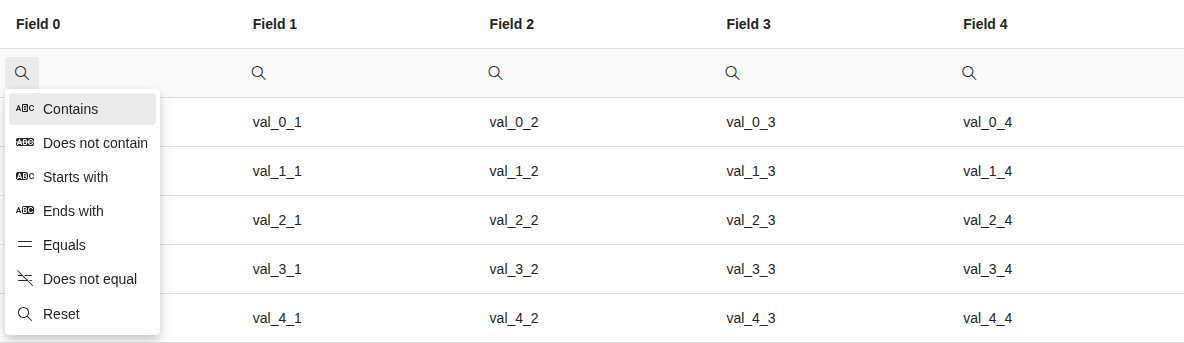 Field 0 Field 1 Field 2 Field 3 Field 4
Contains
val_0_1 val_0_2 val_0_3 val_0_4
Does not contain
Starts with
val_1_1 val_1_2 val_1_3 val_1_4
Ends with
val_2_1 val_2_2 val_2_3 val_2_4
Equals
val_3_1 val_3_2 val_3_3 val_3_4
Does not equal
Reset
val_4_1 val_4_2 val_4_3 val_4_4